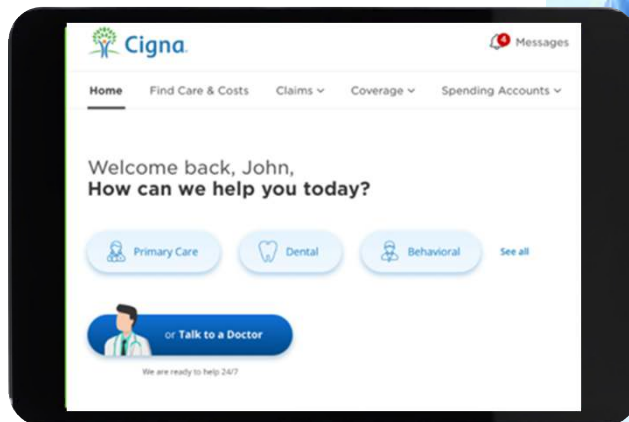 Cigna.
4 Messages
Home Find Care & Costs Claims Coverage Spending Accounts
Welcome back, John,
How can we help you today?
Primary Care Dental Behavioral See all
or Talk to a Doctor
We are ready to help 24/7